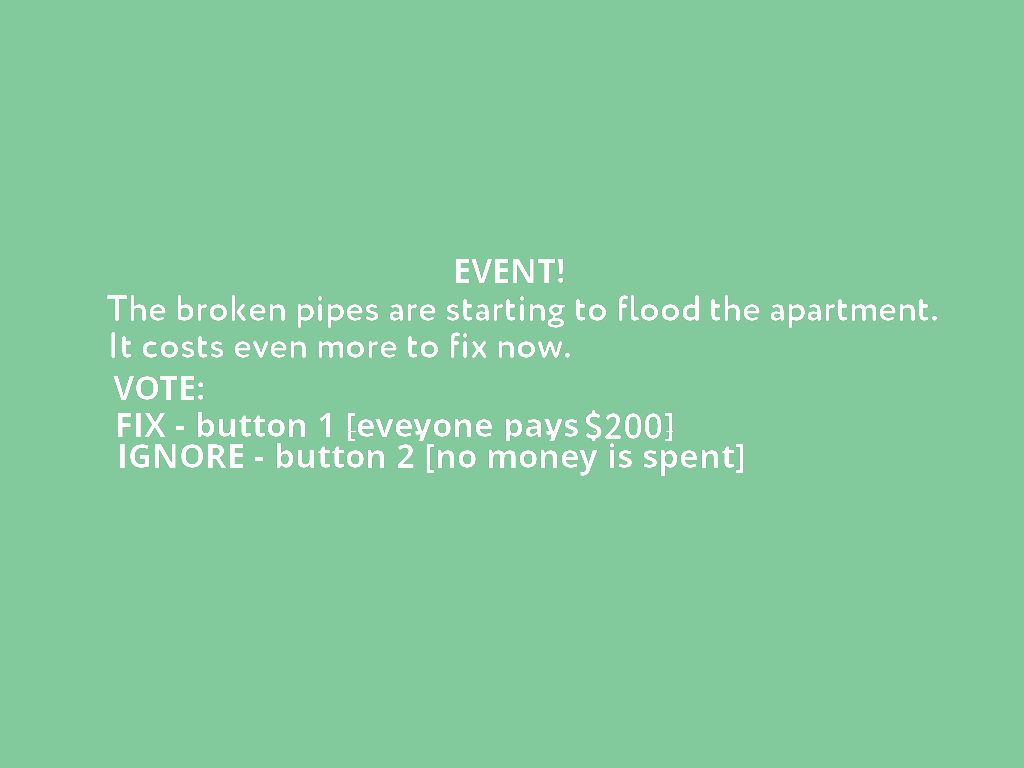 EVENT!
The broken pipes are starting to flood the apartment.
It costs even more to fix now.
VOTE:
FIX - button 1 [eveyone pays $200]
IGNORE - button 2 [no money is spent]